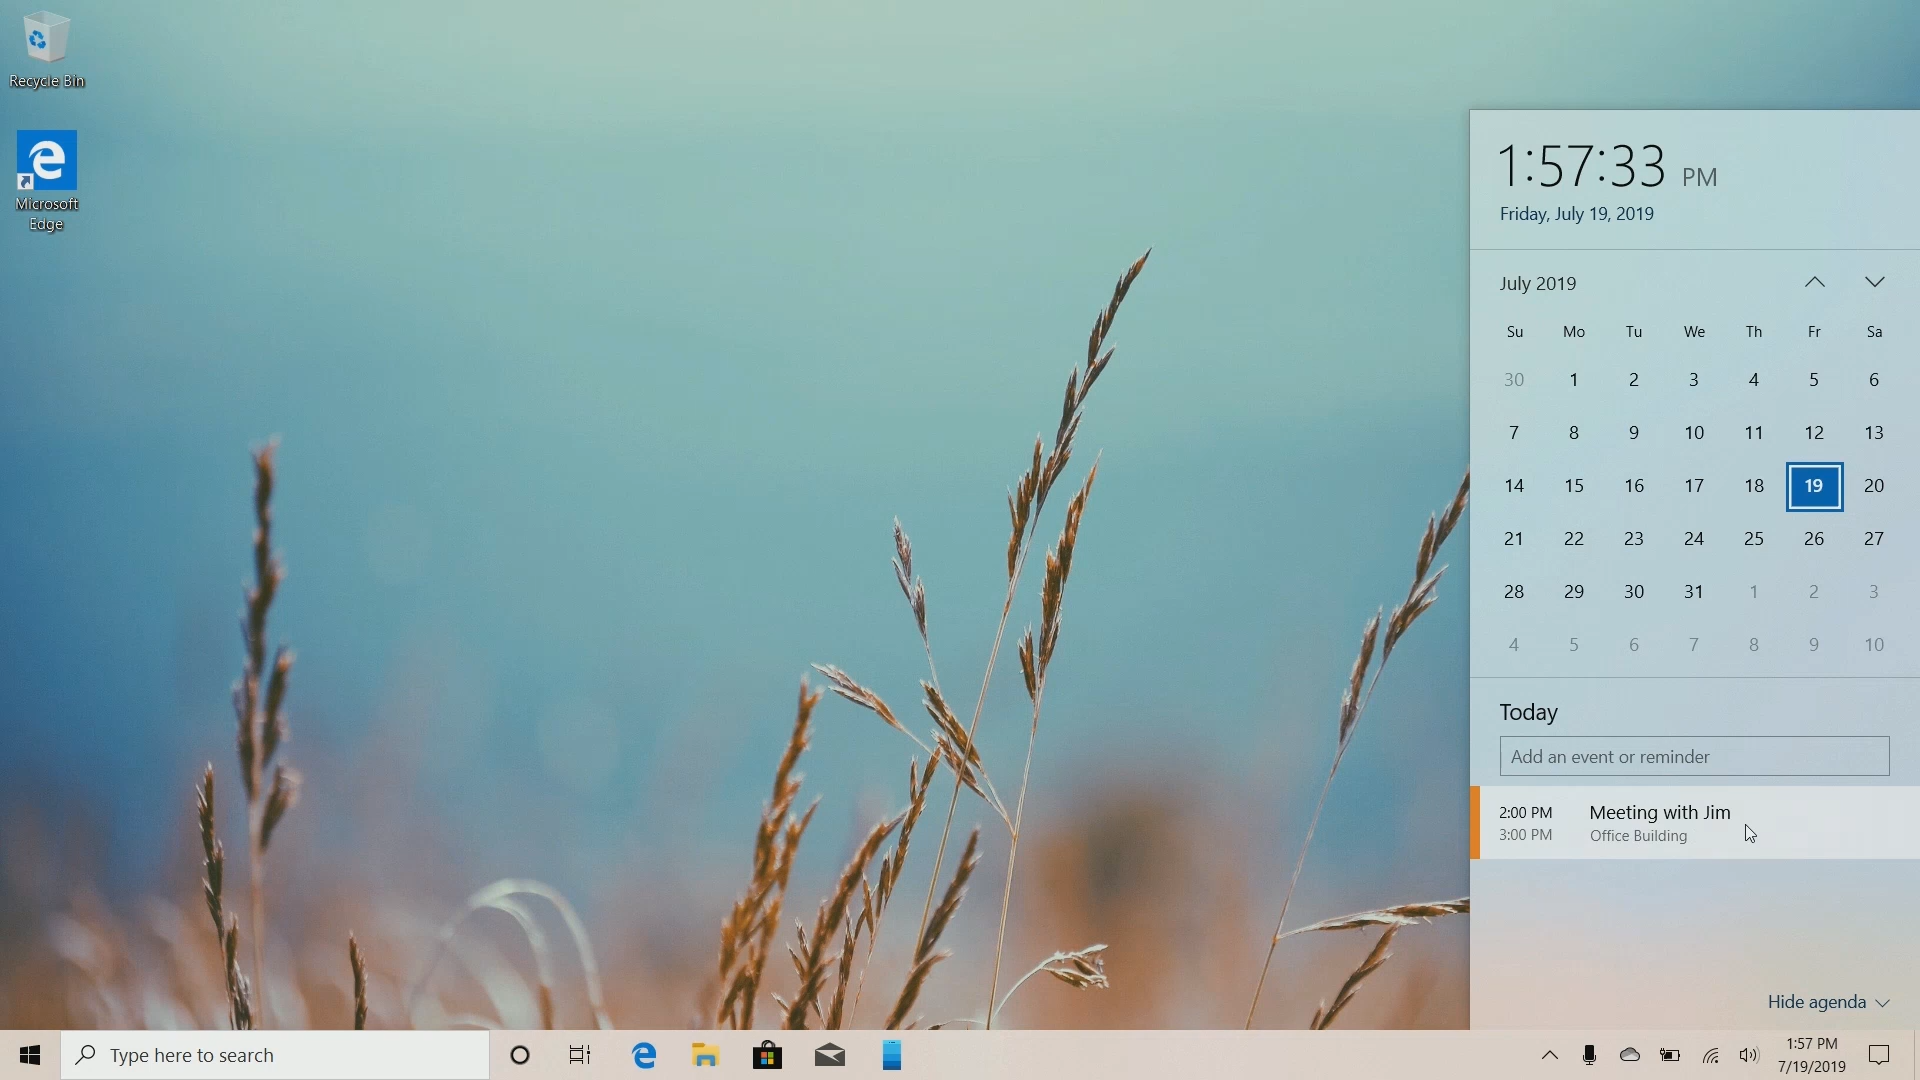 Recycle Bin
Microsoft
Edge
1:57:33 PM
Friday, July 19, 2019
July 2019
Su Mo Tu We Th Fr Sa
30 1 2 3 4 5 6
7 8 9 10 11 12 13
14 15 16 17 18 19 20
21 22 23 24 25 26 27
28 29 30 31 1 2 3
4 5 6 7 8 9 10
Today
Add an event or reminder
2:00 PM Meeting with Jim
3:00 PM Office Building
Hide agenda
Type here to search
1:57 PM
7/19/2019